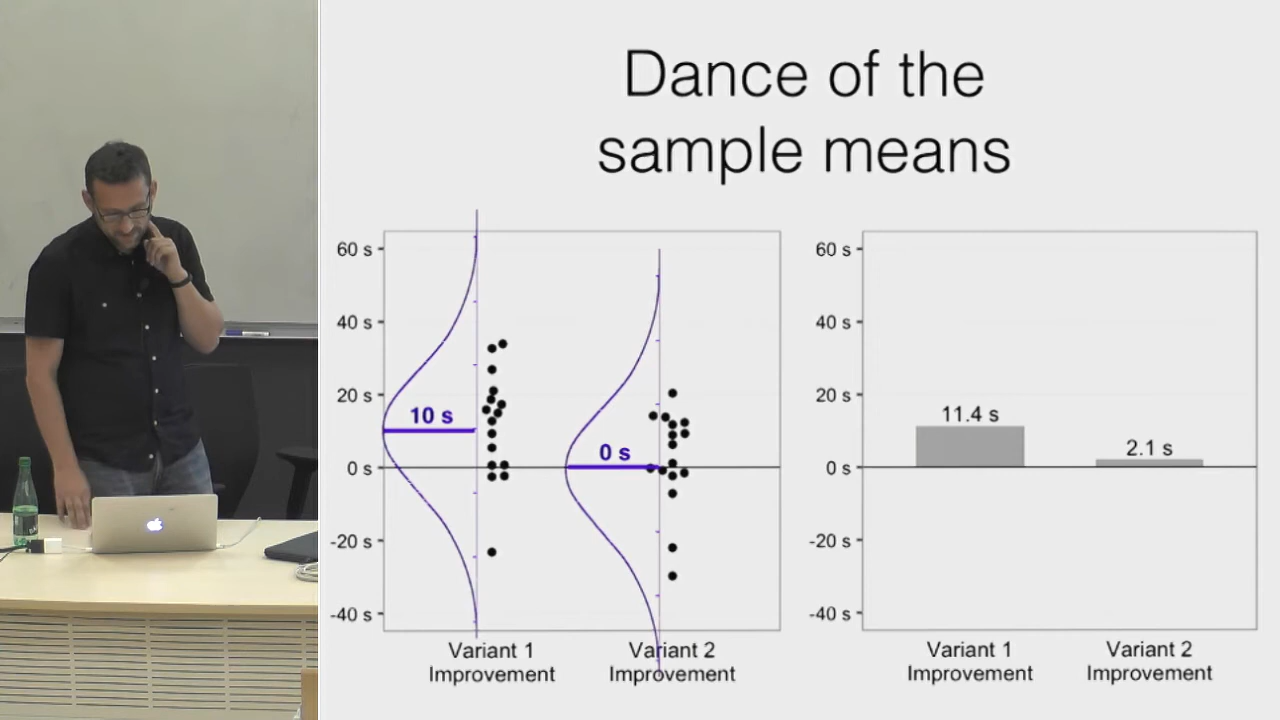 Dance of the
sample means
60 s
40 s
20 s
0 s
-20 s
-40 s
10 s
0 s
Variant 1
Improvement
Variant 2
Improvement
60 s
40 s
20 s
0 s
-20 s
-40 s
11.4 s
2.1 s
Variant 1
Improvement
Variant 2
Improvement